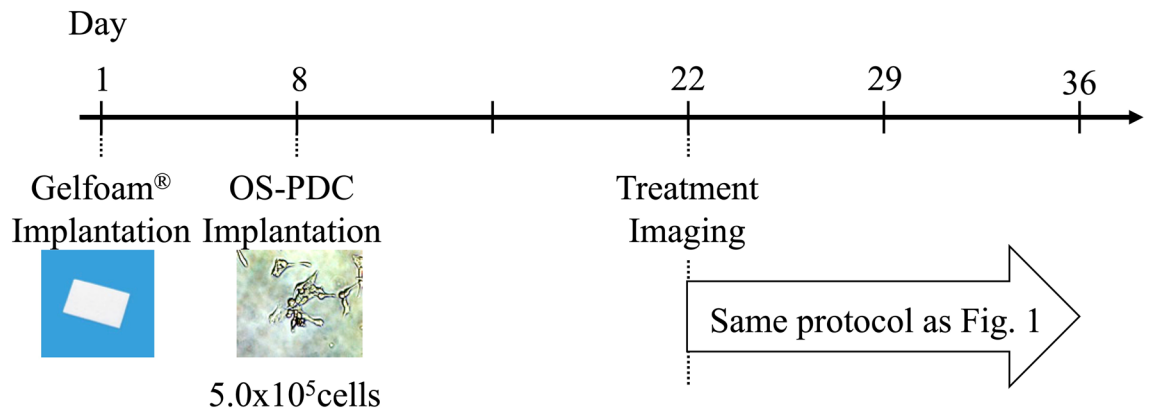 Day
1 8 22 29 36
Gelfoam® OS-PDC Treatment
Implantation Implantation Imaging
Same protocol as Fig. 1
5.0x10⁵cells